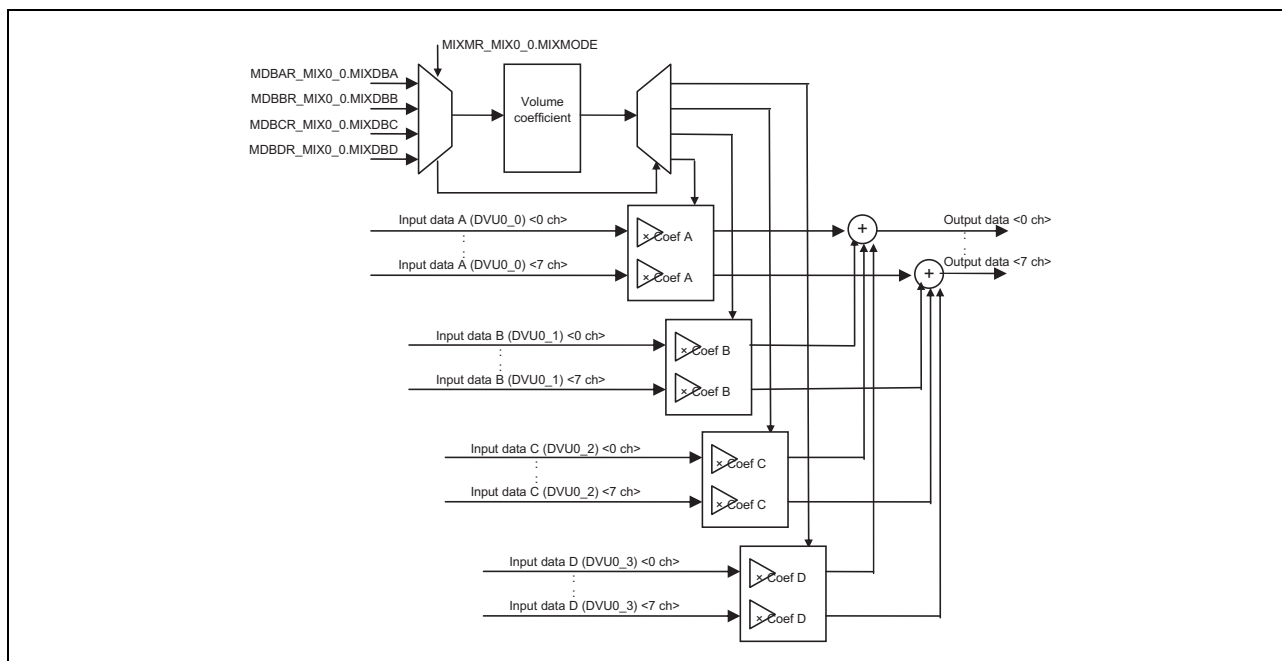 MIXMR_MIX0_0.MIXMODE
MDBAR_MIX0_0.MIXDBA
MDBBR_MIX0_0.MIXDBB
MDBCR_MIX0_0.MIXDBC
MDBDR_MIX0_0.MIXDBD
Volume
coefficient
Input data A (DVU0_0) <0 ch>
× Coef A
+
Output data <0 ch>
Input data A (DVU0_0) <7 ch>
× Coef A
+
Output data <7 ch>
Input data B (DVU0_1) <0 ch>
× Coef B
Input data B (DVU0_1) <7 ch>
× Coef B
Input data C (DVU0_2) <0 ch>
× Coef C
Input data C (DVU0_2) <7 ch>
× Coef C
Input data D (DVU0_3) <0 ch>
× Coef D
Input data D (DVU0_3) <7 ch>
× Coef D